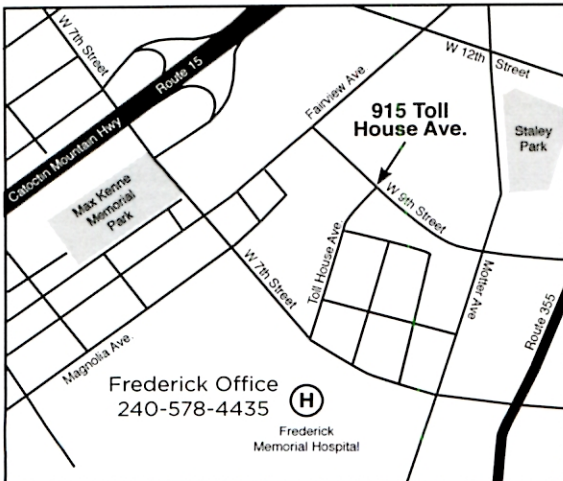 W 7th Street
Route 15
Catoctin Mountain Hwy
Fairview Ave
W 12th Street
915 Toll
House Ave.
Staley
Park
Max Kenne
Memorial
Park
W 9th Street
Toll House Ave.
W 7th Street
Motter Ave
Route 355
Magnolia Ave.
Frederick Office
240-578-4435
H
Frederick
Memorial Hospital